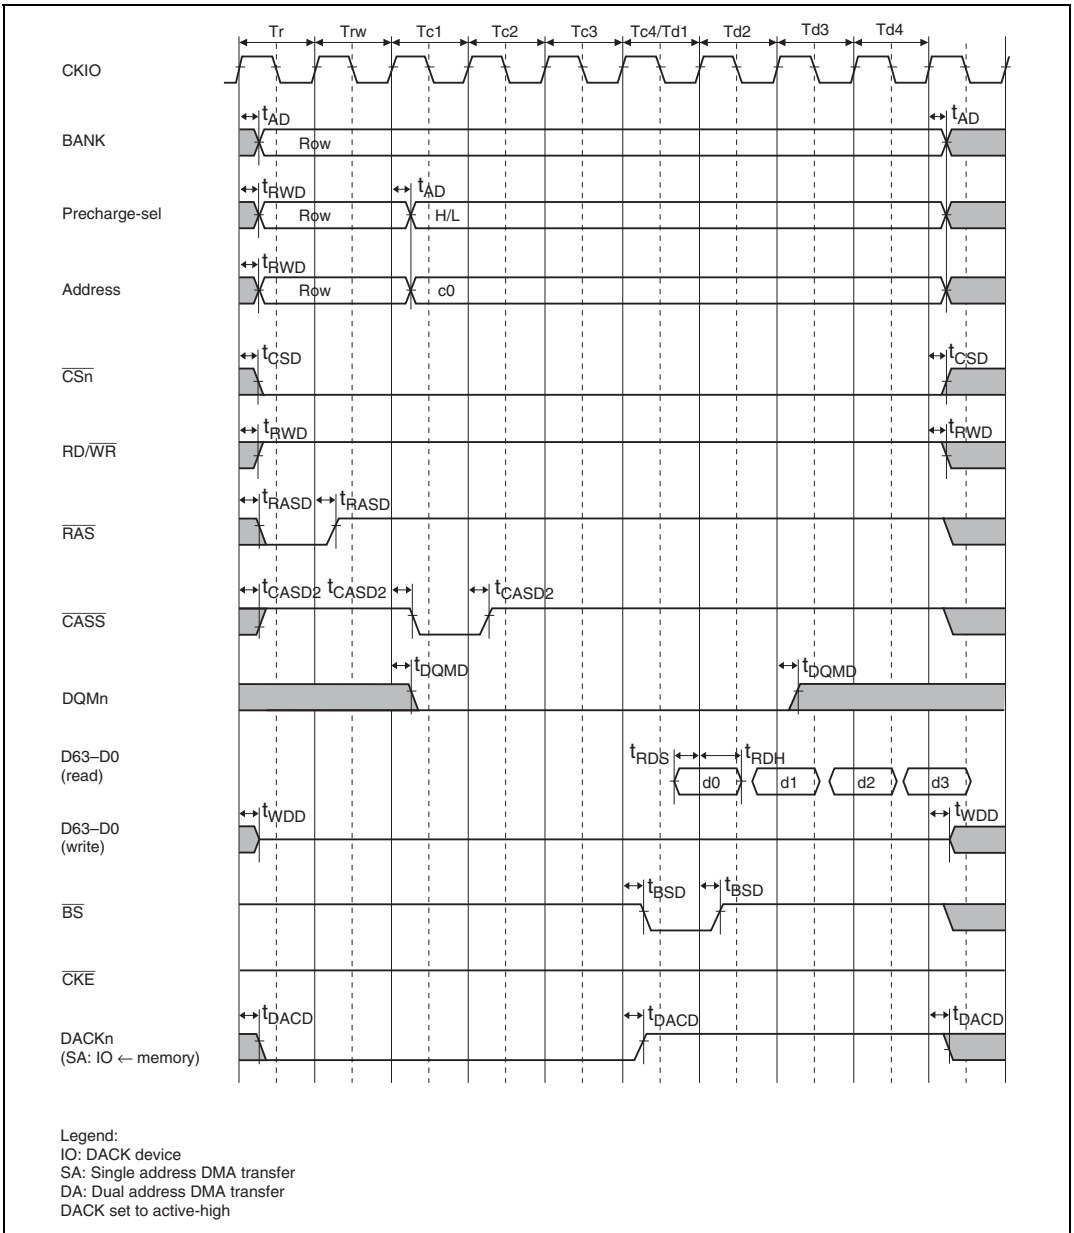 Tr Trw Tc1 Tc2 Tc3 Tc4/Td1 Td2 Td3 Td4
CKIO
tAD tAD
BANK Row
tRWD tAD
Precharge-sel Row H/L
tRWD
Address Row c0
tCSD tCSD
CSn
tRWD tRWD
RD/WR
tRASD tRASD
RAS
tCASD2 tCASD2 tCASD2
CASS
tDQMD tDQMD
DQMn
D63–D0 tRDS tRDH
(read) d0 d1 d2 d3
tWDD tWDD
D63–D0
(write)
tBSD tBSD
BS
CKE
tDACD tDACD tDACD
DACKn
(SA: IO ← memory)
Legend:
IO: DACK device
SA: Single address DMA transfer
DA: Dual address DMA transfer
DACK set to active-high